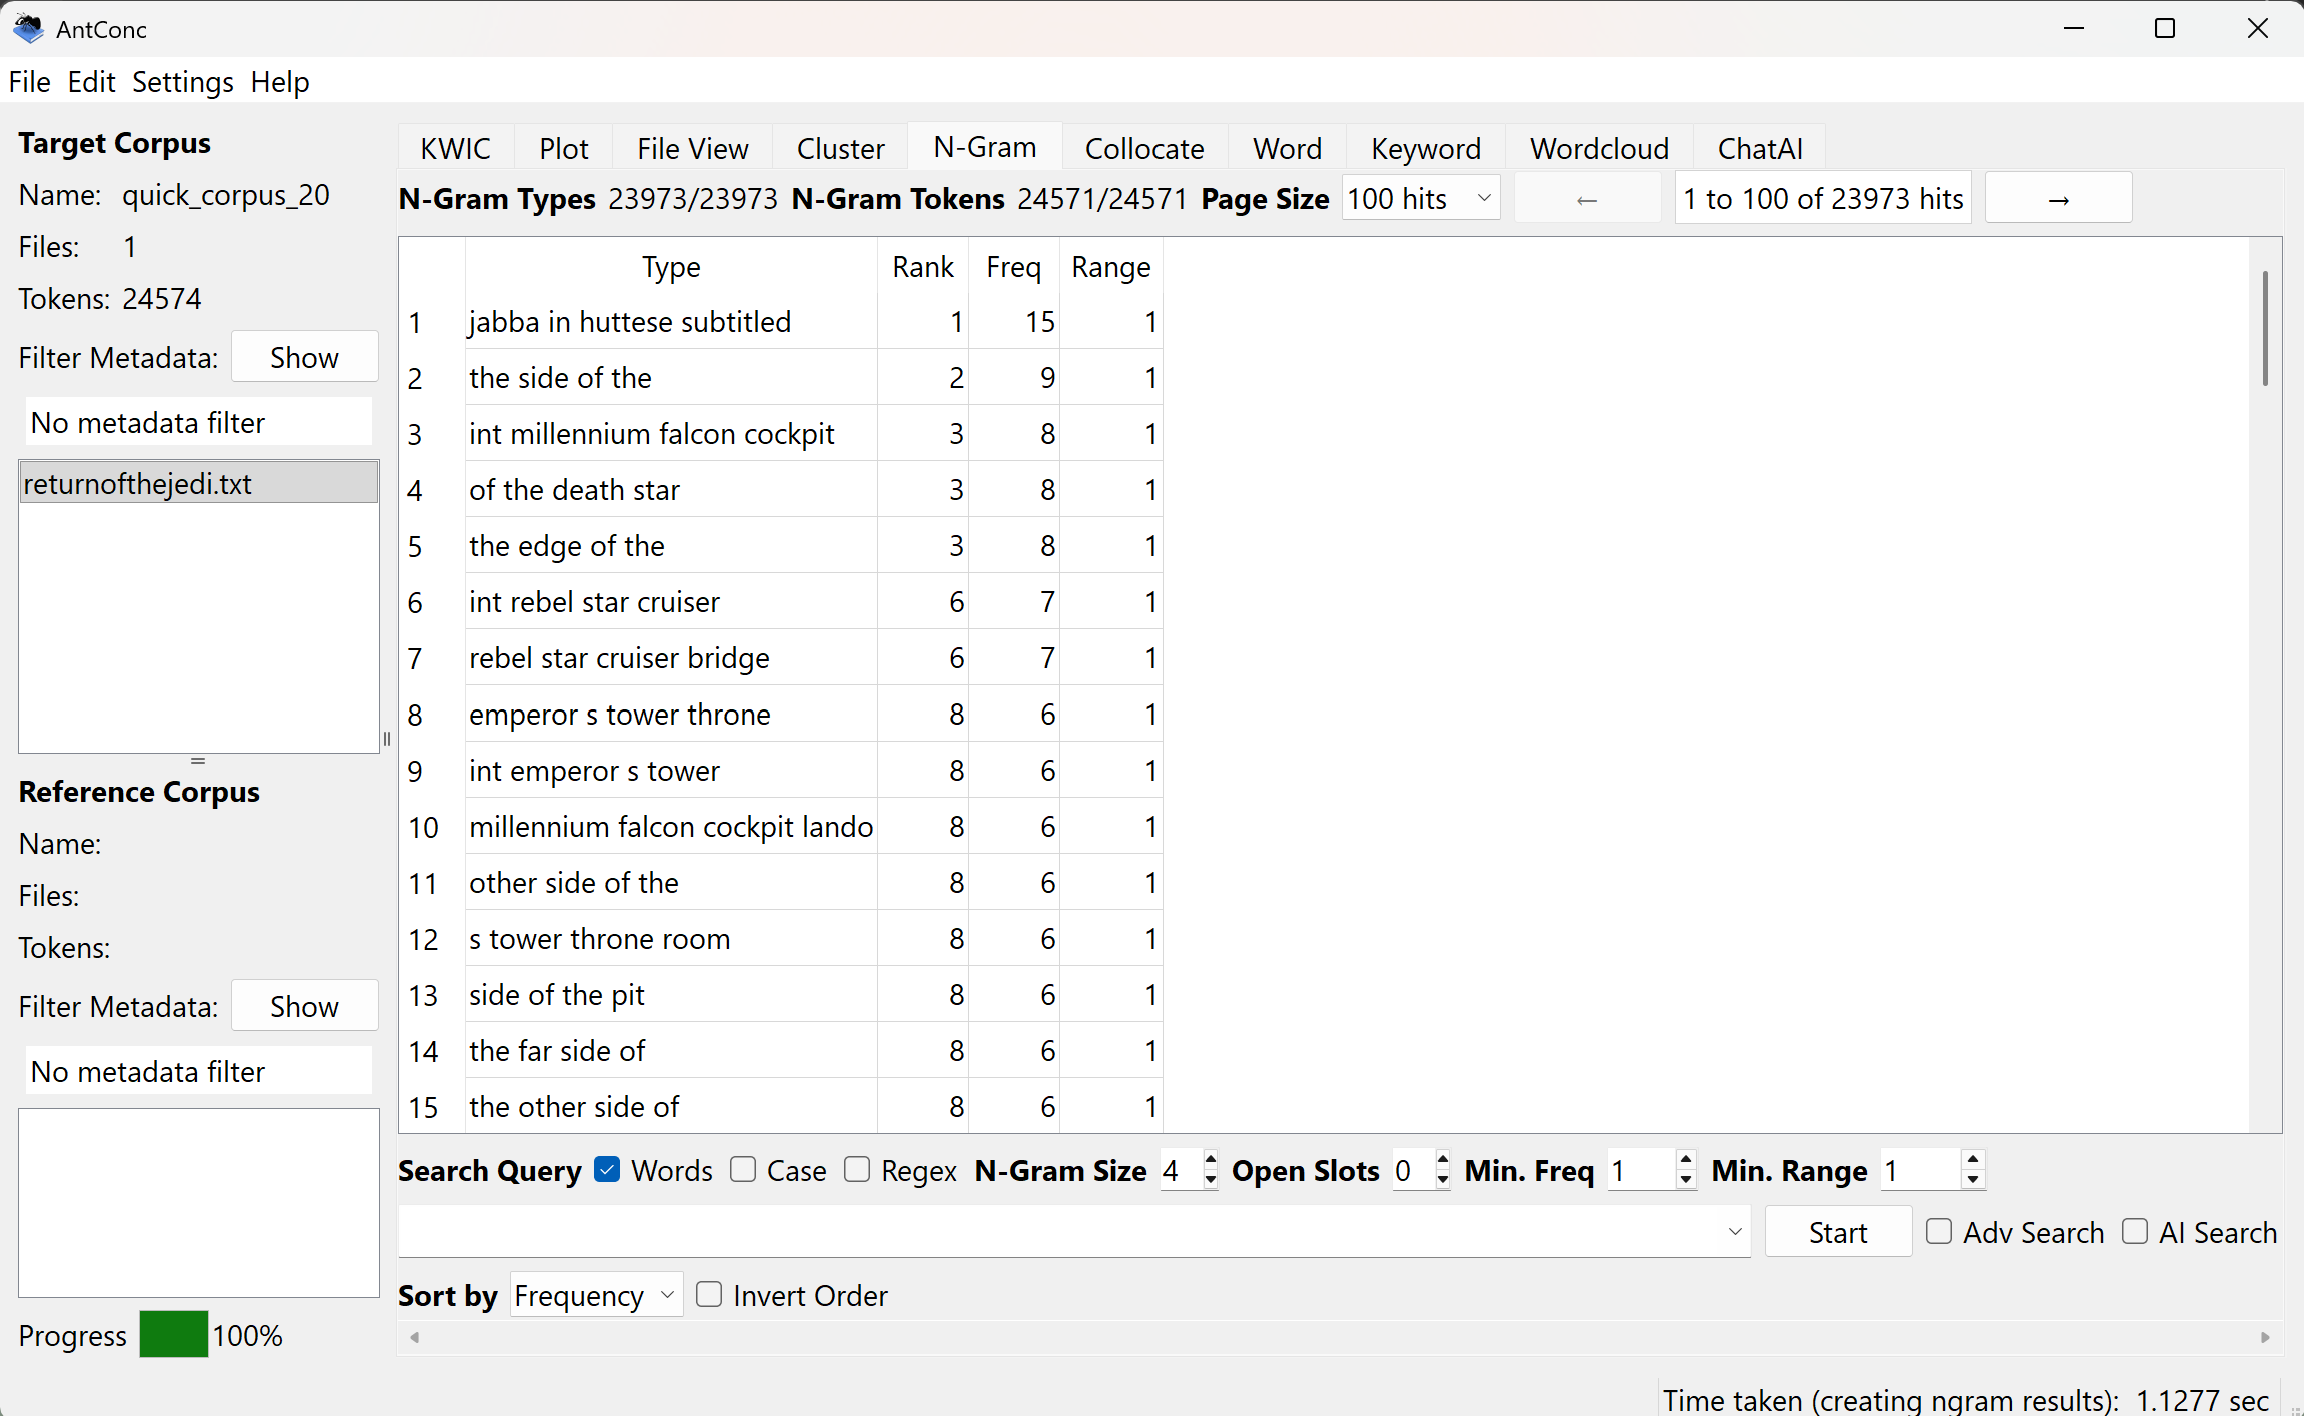 AntConc
File Edit Settings Help
Target Corpus
Name: quick_corpus_20
Files: 1
Tokens: 24574
Filter Metadata: Show
No metadata filter
returnofthejedi.txt
Reference Corpus
Name:
Files:
Tokens:
Filter Metadata: Show
No metadata filter
Progress 100%
KWIC Plot File View Cluster N-Gram Collocate Word Keyword Wordcloud ChatAI
N-Gram Types 23973/23973 N-Gram Tokens 24571/24571 Page Size 100 hits ← 1 to 100 of 23973 hits →
Type Rank Freq Range
1 jabba in huttese subtitled 1 15 1
2 the side of the 2 9 1
3 int millennium falcon cockpit 3 8 1
4 of the death star 3 8 1
5 the edge of the 3 8 1
6 int rebel star cruiser 6 7 1
7 rebel star cruiser bridge 6 7 1
8 emperor s tower throne 8 6 1
9 int emperor s tower 8 6 1
10 millennium falcon cockpit lando 8 6 1
11 other side of the 8 6 1
12 s tower throne room 8 6 1
13 side of the pit 8 6 1
14 the far side of 8 6 1
15 the other side of 8 6 1
Search Query Words Case Regex N-Gram Size 4 Open Slots 0 Min. Freq 1 Min. Range 1
Start Adv Search AI Search
Sort by Frequency Invert Order
Time taken (creating ngram results): 1.1277 sec